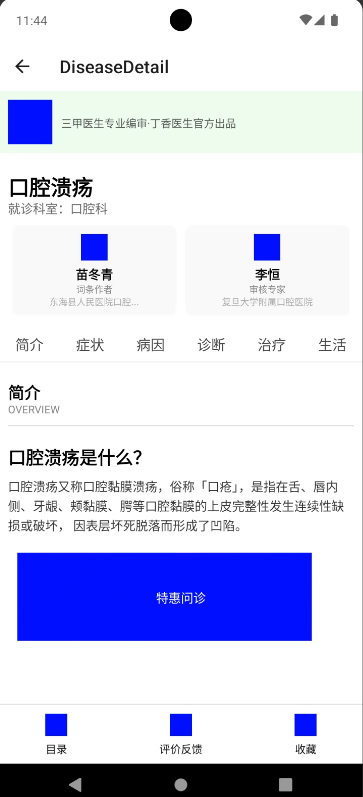 11:44
DiseaseDetail
三甲医生专业编审·丁香医生官方出品
口腔溃疡
就诊科室：口腔科
苗冬青
词条作者
东海县人民医院口腔...
李恒
审核专家
复旦大学附属口腔医院
简介 症状 病因 诊断 治疗 生活
简介
OVERVIEW
口腔溃疡是什么？
口腔溃疡又称口腔黏膜溃疡，俗称「口疮」，是指在舌、唇内
侧、牙龈、颊黏膜、腭等口腔黏膜的上皮完整性发生连续性缺
损或破坏， 因表层坏死脱落而形成了凹陷。
特惠问诊
目录 评价反馈 收藏